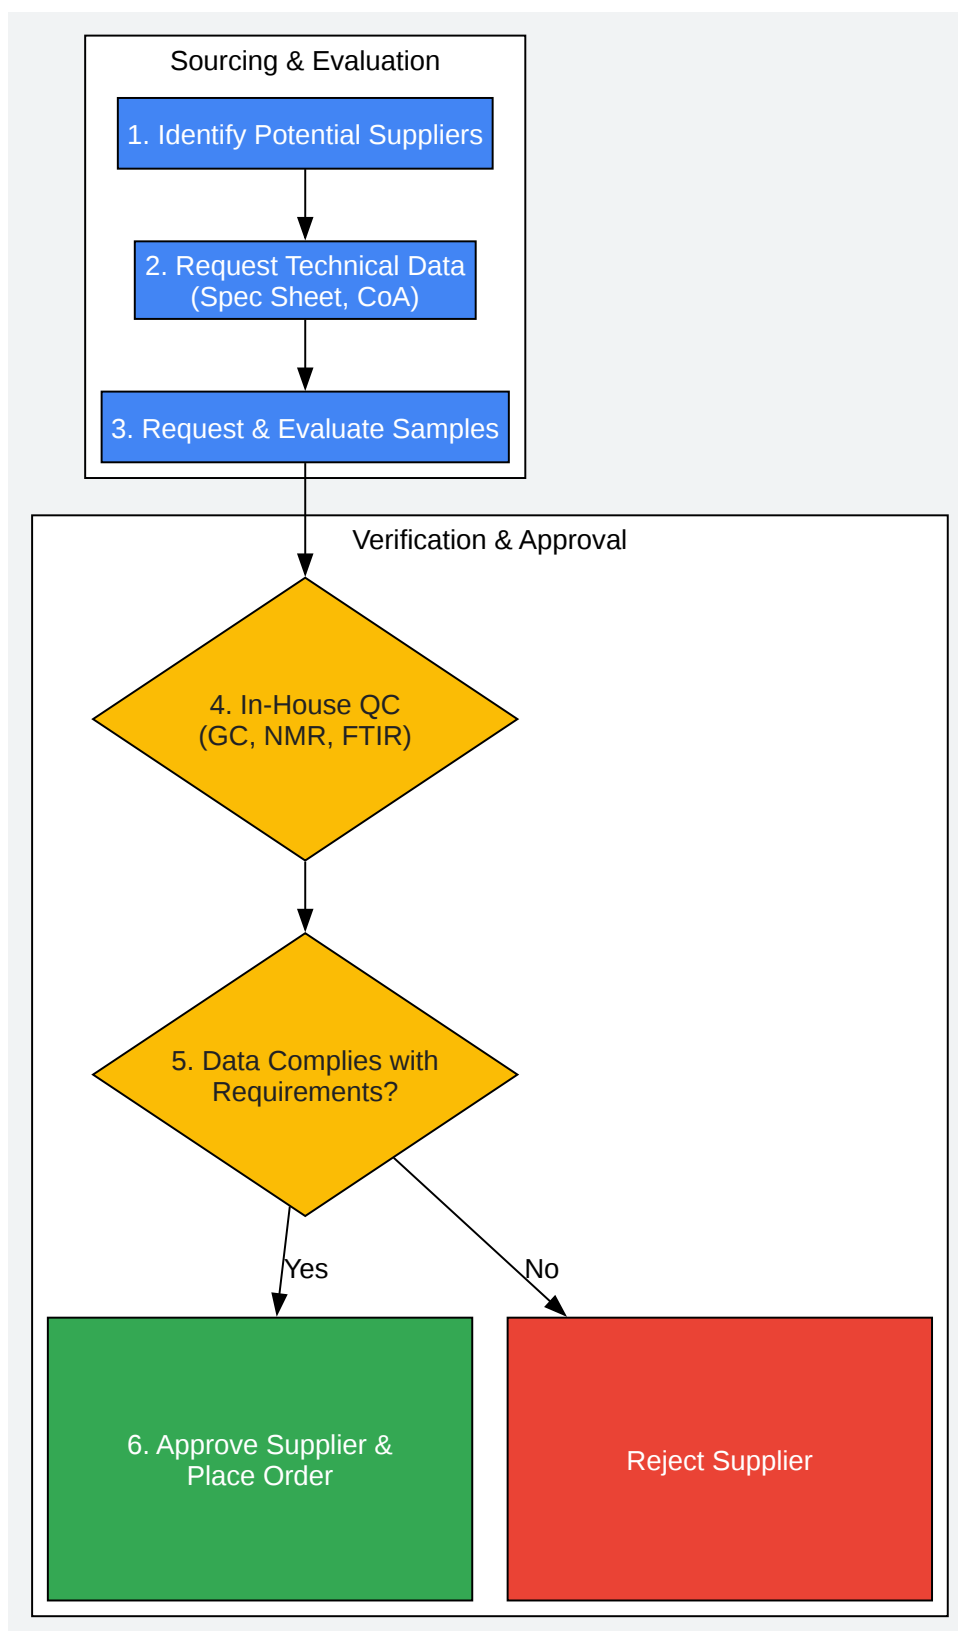 Sourcing & Evaluation
1. Identify Potential Suppliers
2. Request Technical Data
(Spec Sheet, CoA)
3. Request & Evaluate Samples
Verification & Approval
4. In-House QC
(GC, NMR, FTIR)
5. Data Complies with
Requirements?
Yes
No
6. Approve Supplier &
Place Order
Reject Supplier